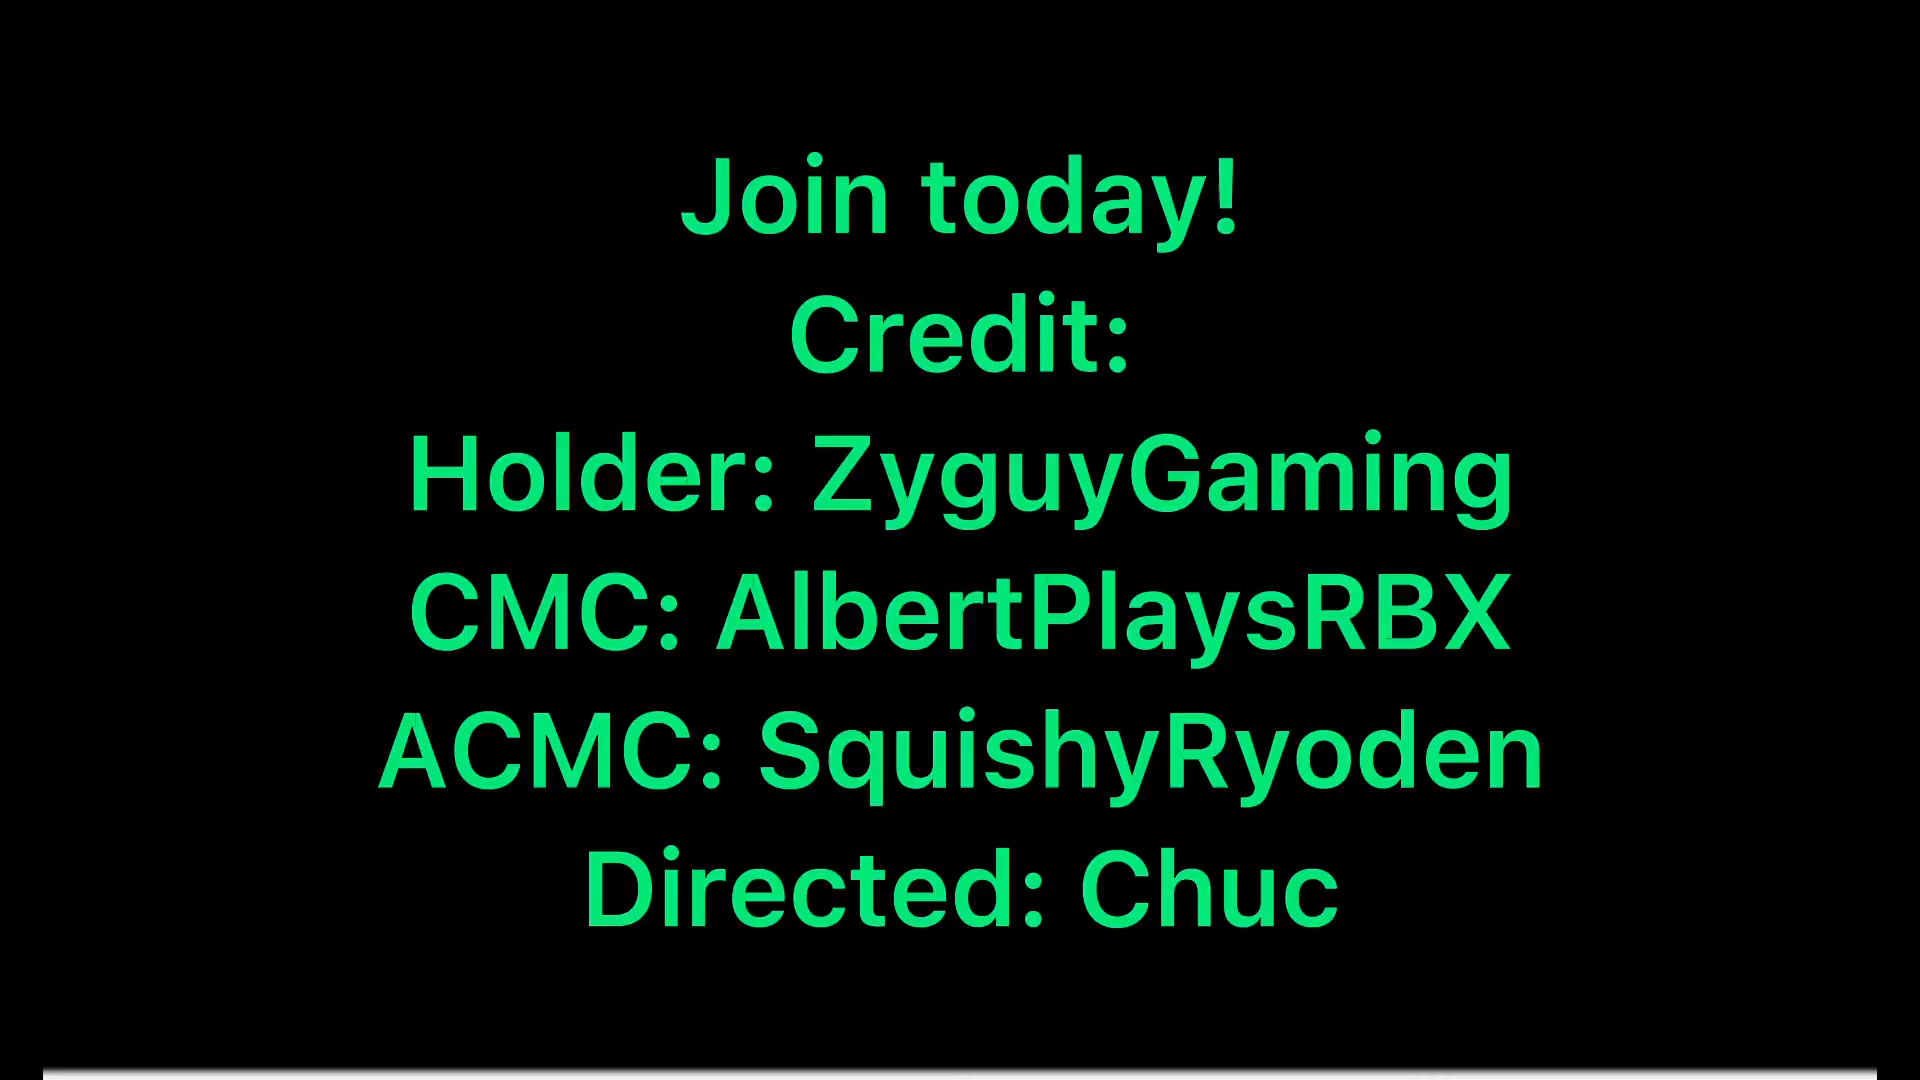 Join today!
Credit:
Holder: ZyguyGaming
CMC: AlbertPlaysRBX
ACMC: SquishyRyoden
Directed: Chuc